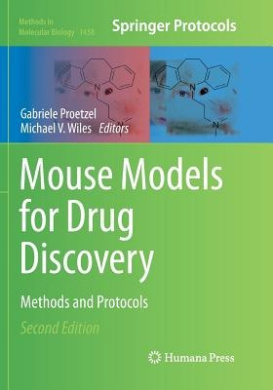 Methods in
Molecular Biology 1438
Springer Protocols
Gabriele Proetzel
Michael V. Wiles Editors
Mouse Models
for Drug
Discovery
Methods and Protocols
Second Edition
Humana Press